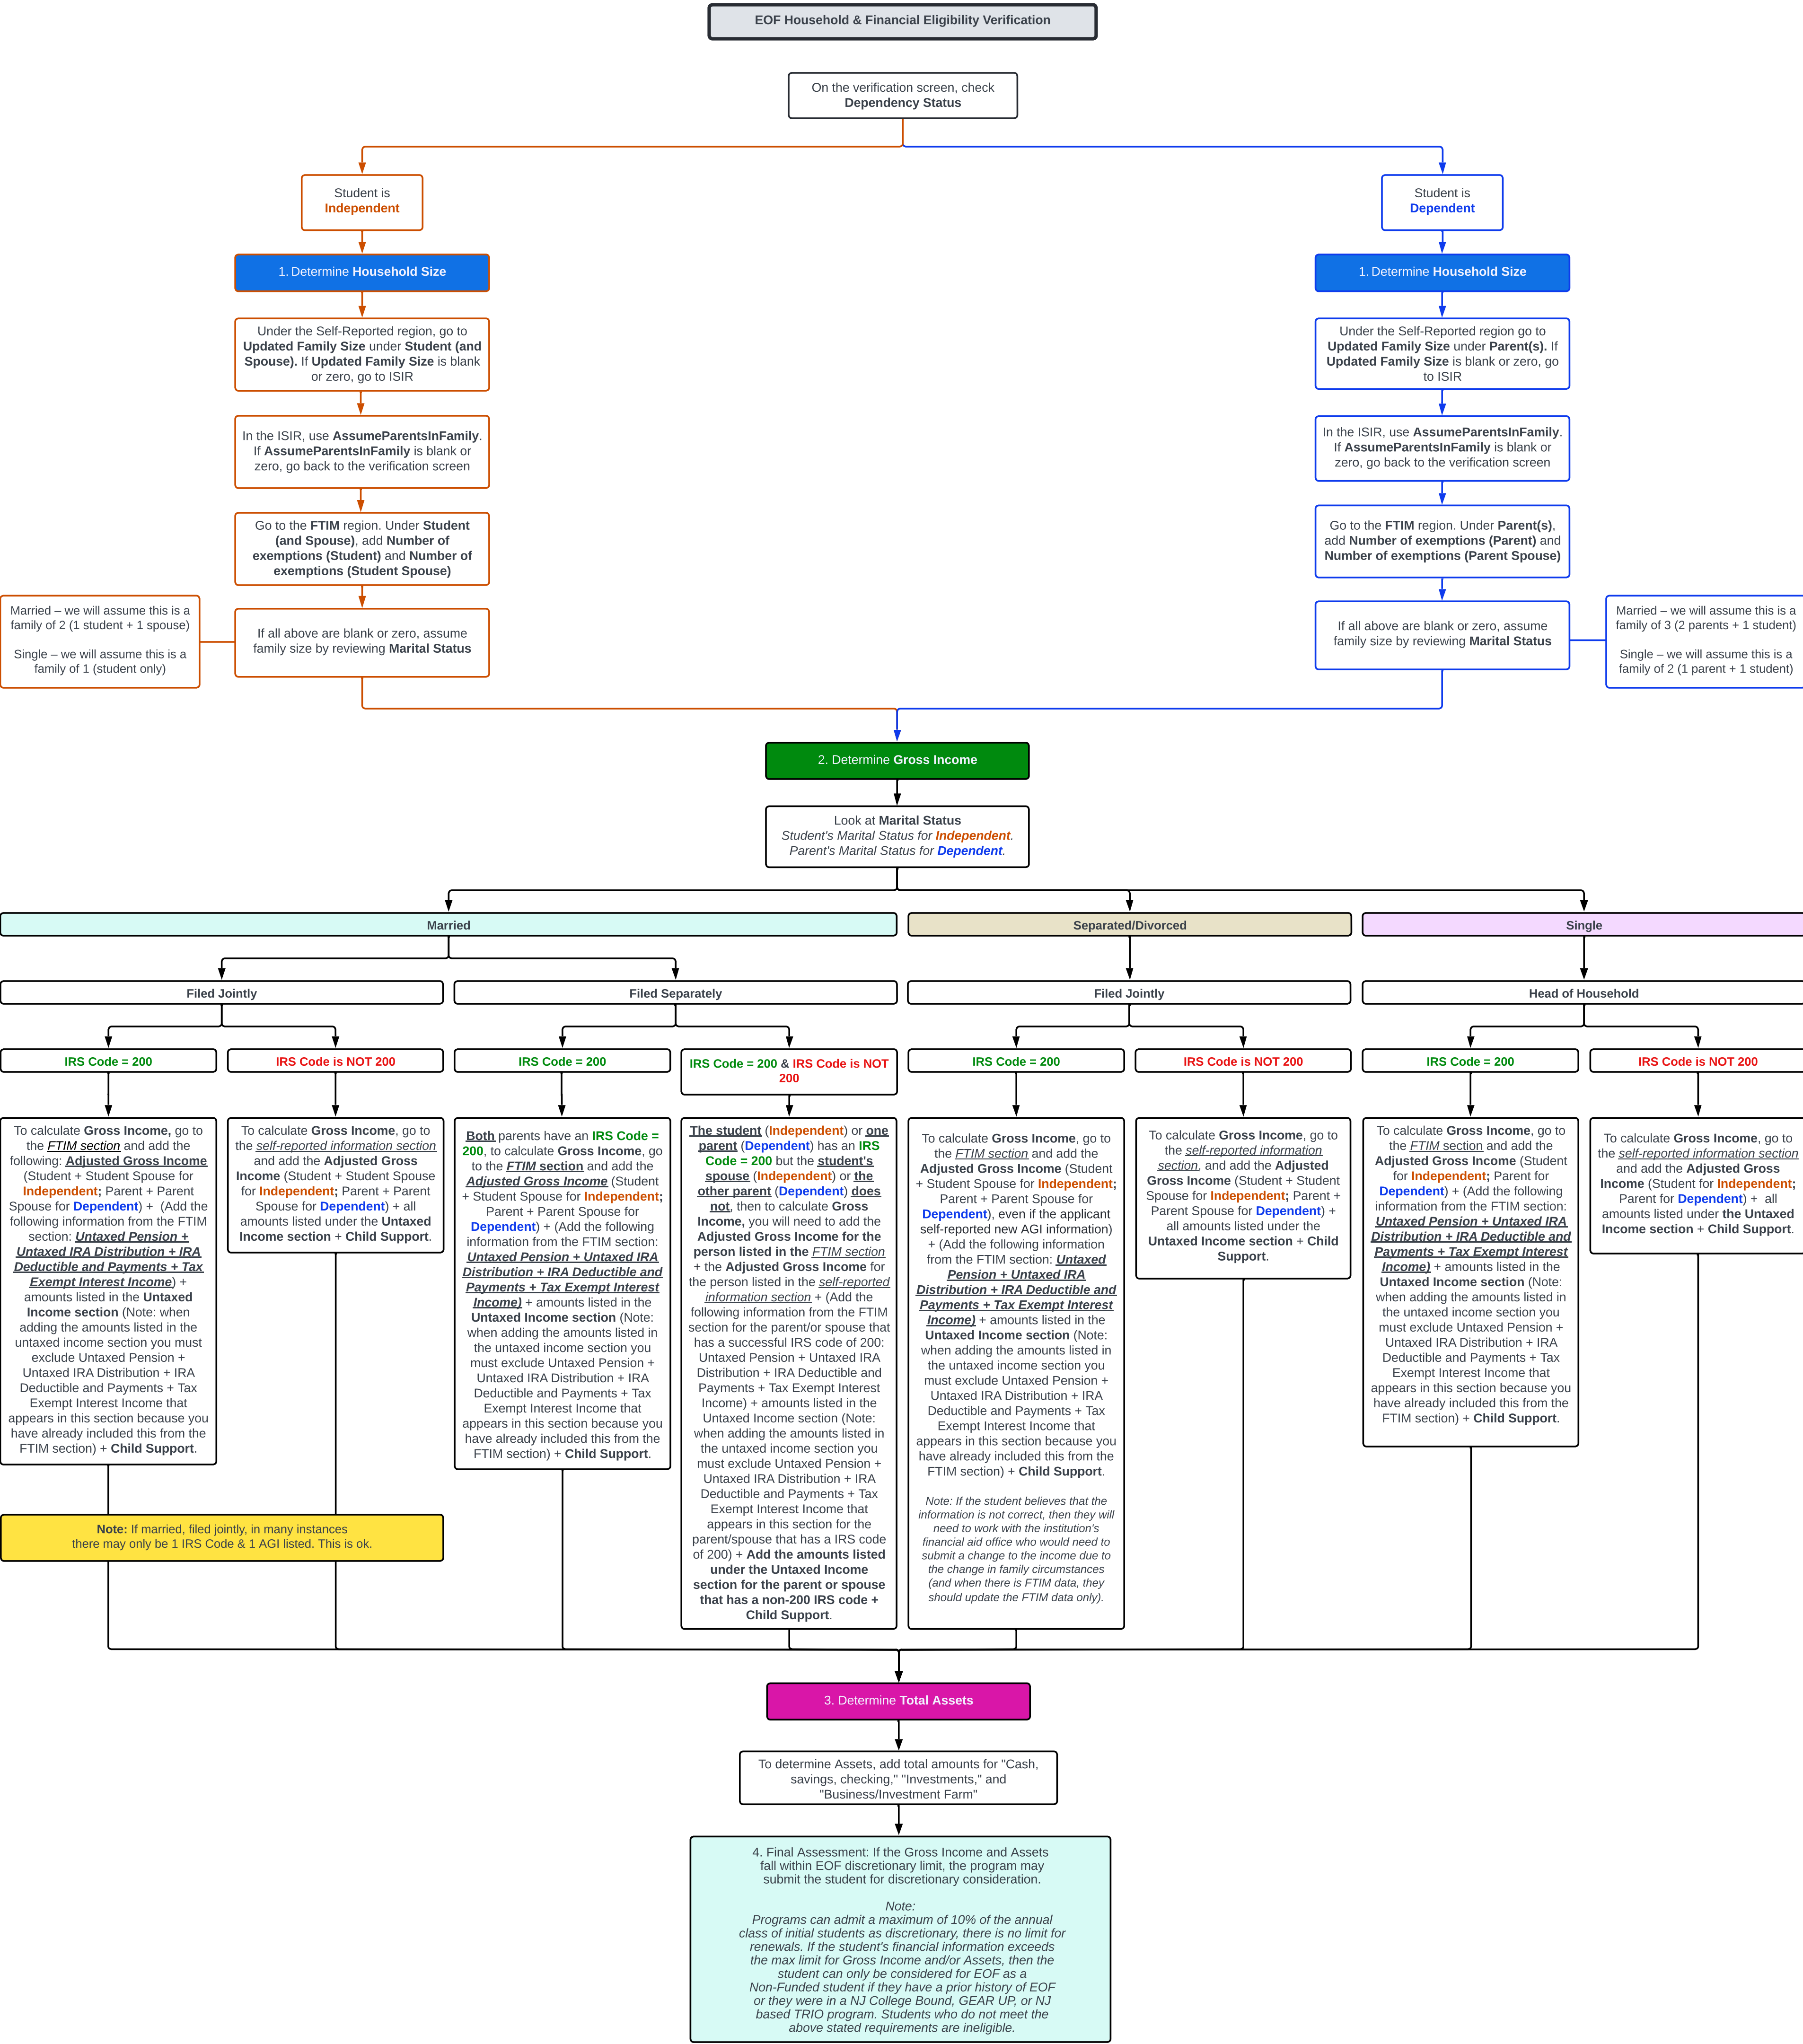 EOF Household & Financial Eligibility Verification
On the verification screen, check
Dependency Status
Student is
Independent
Student is
Dependent
1. Determine Household Size
1. Determine Household Size
Under the Self-Reported region, go to
Updated Family Size under Student (and
Spouse). If Updated Family Size is blank
or zero, go to ISIR
Under the Self-Reported region go to
Updated Family Size under Parent(s). If
Updated Family Size is blank or zero, go
to ISIR
In the ISIR, use AssumeParentsInFamily.
If AssumeParentsInFamily is blank or
zero, go back to the verification screen
In the ISIR, use AssumeParentsInFamily.
If AssumeParentsInFamily is blank or
zero, go back to the verification screen
Go to the FTIM region. Under Student
(and Spouse), add Number of
exemptions (Student) and Number of
exemptions (Student Spouse)
Go to the FTIM region. Under Parent(s),
add Number of exemptions (Parent) and
Number of exemptions (Parent Spouse)
Married – we will assume this is a
family of 2 (1 student + 1 spouse)
Single – we will assume this is a
family of 1 (student only)
If all above are blank or zero, assume
family size by reviewing Marital Status
If all above are blank or zero, assume
family size by reviewing Marital Status
Married – we will assume this is a
family of 3 (2 parents + 1 student)
Single – we will assume this is a
family of 2 (1 parent + 1 student)
2. Determine Gross Income
Look at Marital Status
Student's Marital Status for Independent.
Parent's Marital Status for Dependent.
Married
Separated/Divorced
Single
Filed Jointly
Filed Separately
Filed Jointly
Head of Household
IRS Code = 200
IRS Code is NOT 200
IRS Code = 200
IRS Code = 200 & IRS Code is NOT
200
IRS Code = 200
IRS Code is NOT 200
IRS Code = 200
IRS Code is NOT 200
To calculate Gross Income, go to
the FTIM section and add the
following: Adjusted Gross Income
(Student + Student Spouse for
Independent; Parent + Parent
Spouse for Dependent) + (Add the
following information from the FTIM
section: Untaxed Pension +
Untaxed IRA Distribution + IRA
Deductible and Payments + Tax
Exempt Interest Income) +
amounts listed in the Untaxed
Income section (Note: when
adding the amounts listed in the
untaxed income section you must
exclude Untaxed Pension +
Untaxed IRA Distribution + IRA
Deductible and Payments + Tax
Exempt Interest Income that
appears in this section because you
have already included this from the
FTIM section) + Child Support.
To calculate Gross Income, go to
the self-reported information section
and add the Adjusted Gross
Income (Student + Student Spouse
for Independent; Parent + Parent
Spouse for Dependent) + all
amounts listed under the Untaxed
Income section + Child Support.
Both parents have an IRS Code =
200, to calculate Gross Income, go
to the FTIM section and add the
Adjusted Gross Income (Student
+ Student Spouse for Independent;
Parent + Parent Spouse for
Dependent) + (Add the following
information from the FTIM section:
Untaxed Pension + Untaxed IRA
Distribution + IRA Deductible and
Payments + Tax Exempt Interest
Income) + amounts listed in the
Untaxed Income section (Note:
when adding the amounts listed in
the untaxed income section you
must exclude Untaxed Pension +
Untaxed IRA Distribution + IRA
Deductible and Payments + Tax
Exempt Interest Income that
appears in this section because you
have already included this from the
FTIM section) + Child Support.
The student (Independent) or one
parent (Dependent) has an IRS
Code = 200 but the student's
spouse (Independent) or the
other parent (Dependent) does
not, then to calculate Gross
Income, you will need to add the
Adjusted Gross Income for the
person listed in the FTIM section
+ the Adjusted Gross Income for
the person listed in the self-reported
information section + (Add the
following information from the FTIM
section for the parent/or spouse that
has a successful IRS code of 200:
Untaxed Pension + Untaxed IRA
Distribution + IRA Deductible and
Payments + Tax Exempt Interest
Income) + amounts listed in the
Untaxed Income section (Note:
when adding the amounts listed in
the untaxed income section you
must exclude Untaxed Pension +
Untaxed IRA Distribution + IRA
Deductible and Payments + Tax
Exempt Interest Income that
appears in this section for the
parent/spouse that has a IRS code
of 200) + Add the amounts listed
under the Untaxed Income
section for the parent or spouse
that has a non-200 IRS code +
Child Support.
To calculate Gross Income, go to
the FTIM section and add the
Adjusted Gross Income (Student
+ Student Spouse for Independent;
Parent + Parent Spouse for
Dependent), even if the applicant
self-reported new AGI information)
+ (Add the following information
from the FTIM section: Untaxed
Pension + Untaxed IRA
Distribution + IRA Deductible and
Payments + Tax Exempt Interest
Income) + amounts listed in the
Untaxed Income section (Note:
when adding the amounts listed in
the untaxed income section you
must exclude Untaxed Pension +
Untaxed IRA Distribution + IRA
Deductible and Payments + Tax
Exempt Interest Income that
appears in this section because you
have already included this from the
FTIM section) + Child Support.
Note: If the student believes that the
information is not correct, then they will
need to work with the institution's
financial aid office who would need to
submit a change to the income due to
the change in family circumstances
(and when there is FTIM data, they
should update the FTIM data only).
To calculate Gross Income, go to
the self-reported information
section, and add the Adjusted
Gross Income (Student + Student
Spouse for Independent; Parent +
Parent Spouse for Dependent) +
all amounts listed under the
Untaxed Income section + Child
Support.
To calculate Gross Income, go to
the FTIM section and add the
Adjusted Gross Income (Student
for Independent; Parent for
Dependent) + (Add the following
information from the FTIM section:
Untaxed Pension + Untaxed IRA
Distribution + IRA Deductible and
Payments + Tax Exempt Interest
Income) + amounts listed in the
Untaxed Income section (Note:
when adding the amounts listed in
the untaxed income section you
must exclude Untaxed Pension +
Untaxed IRA Distribution + IRA
Deductible and Payments + Tax
Exempt Interest Income that
appears in this section because you
have already included this from the
FTIM section) + Child Support.
To calculate Gross Income, go to
the self-reported information section
and add the Adjusted Gross
Income (Student for Independent;
Parent for Dependent) + all
amounts listed under the Untaxed
Income section + Child Support.
Note: If married, filed jointly, in many instances
there may only be 1 IRS Code & 1 AGI listed. This is ok.
3. Determine Total Assets
To determine Assets, add total amounts for "Cash,
savings, checking," "Investments," and
"Business/Investment Farm"
4. Final Assessment: If the Gross Income and Assets
fall within EOF discretionary limit, the program may
submit the student for discretionary consideration.
Note:
Programs can admit a maximum of 10% of the annual
class of initial students as discretionary, there is no limit for
renewals. If the student's financial information exceeds
the max limit for Gross Income and/or Assets, then the
student can only be considered for EOF as a
Non-Funded student if they have a prior history of EOF
or they were in a NJ College Bound, GEAR UP, or NJ
based TRIO program. Students who do not meet the
above stated requirements are ineligible.